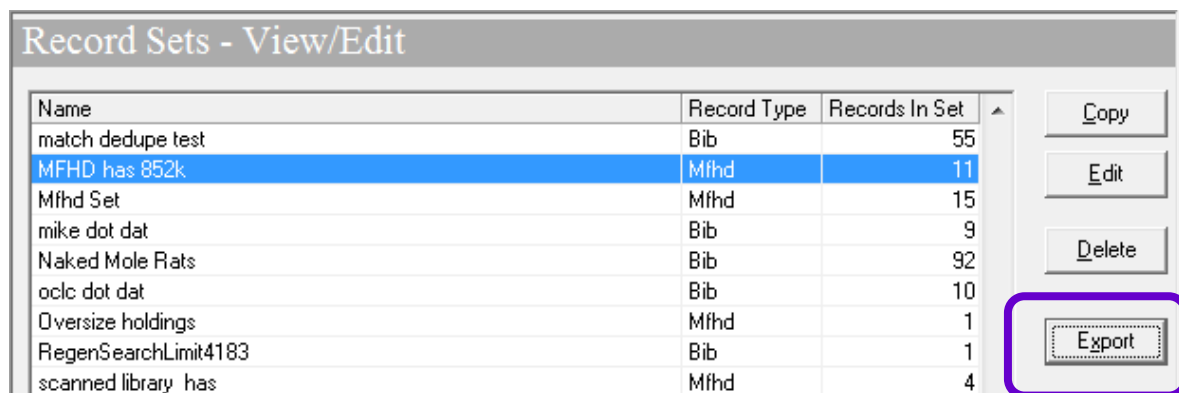 Record Sets - View/Edit
Name Record Type Records In Set
match dedupe test Bib 55
MFHD has 852k Mfhd 11
Mfhd Set Mfhd 15
mike dot dat Bib 9
Naked Mole Rats Bib 92
oclc dot dat Bib 10
Oversize holdings Mfhd 1
RegenSearchLimit4183 Bib 1
scanned library has Mfhd 4
Copy
Edit
Delete
Export